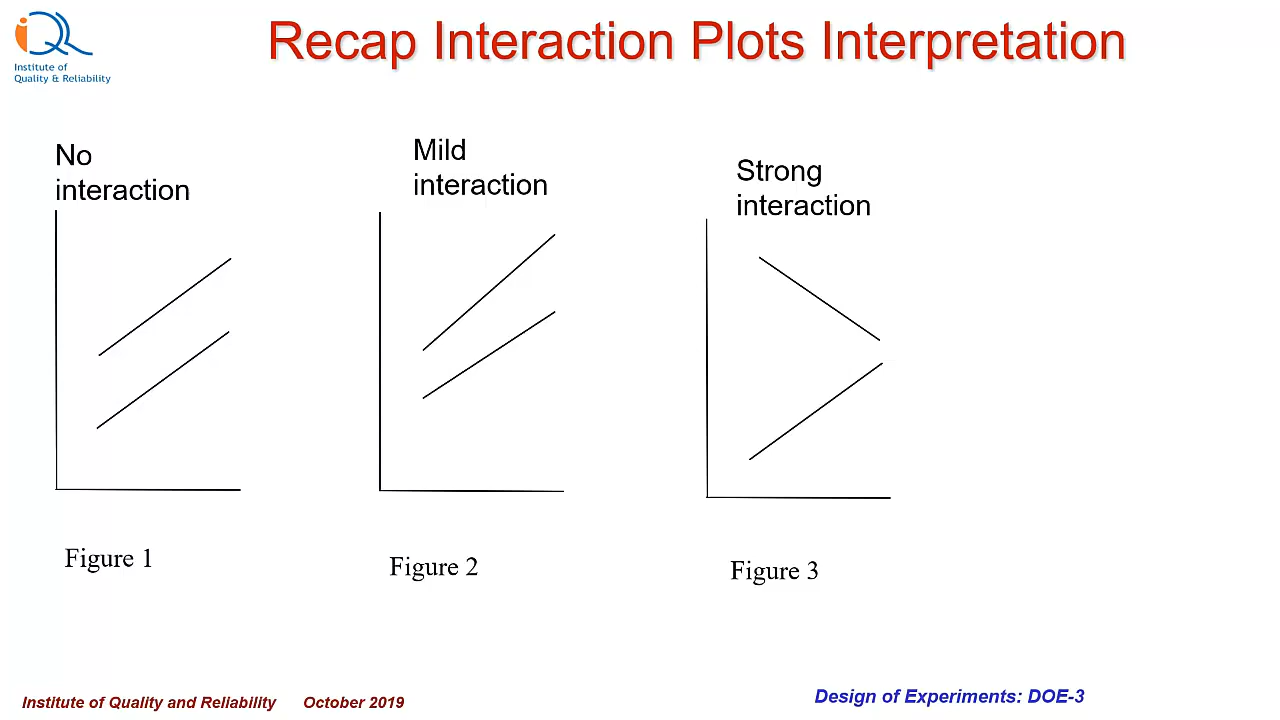 iQR
Institute of
Quality & Reliability
Recap Interaction Plots Interpretation
No
interaction
Mild
interaction
Strong
interaction
Figure 1
Figure 2
Figure 3
Institute of Quality and Reliability October 2019
Design of Experiments: DOE-3